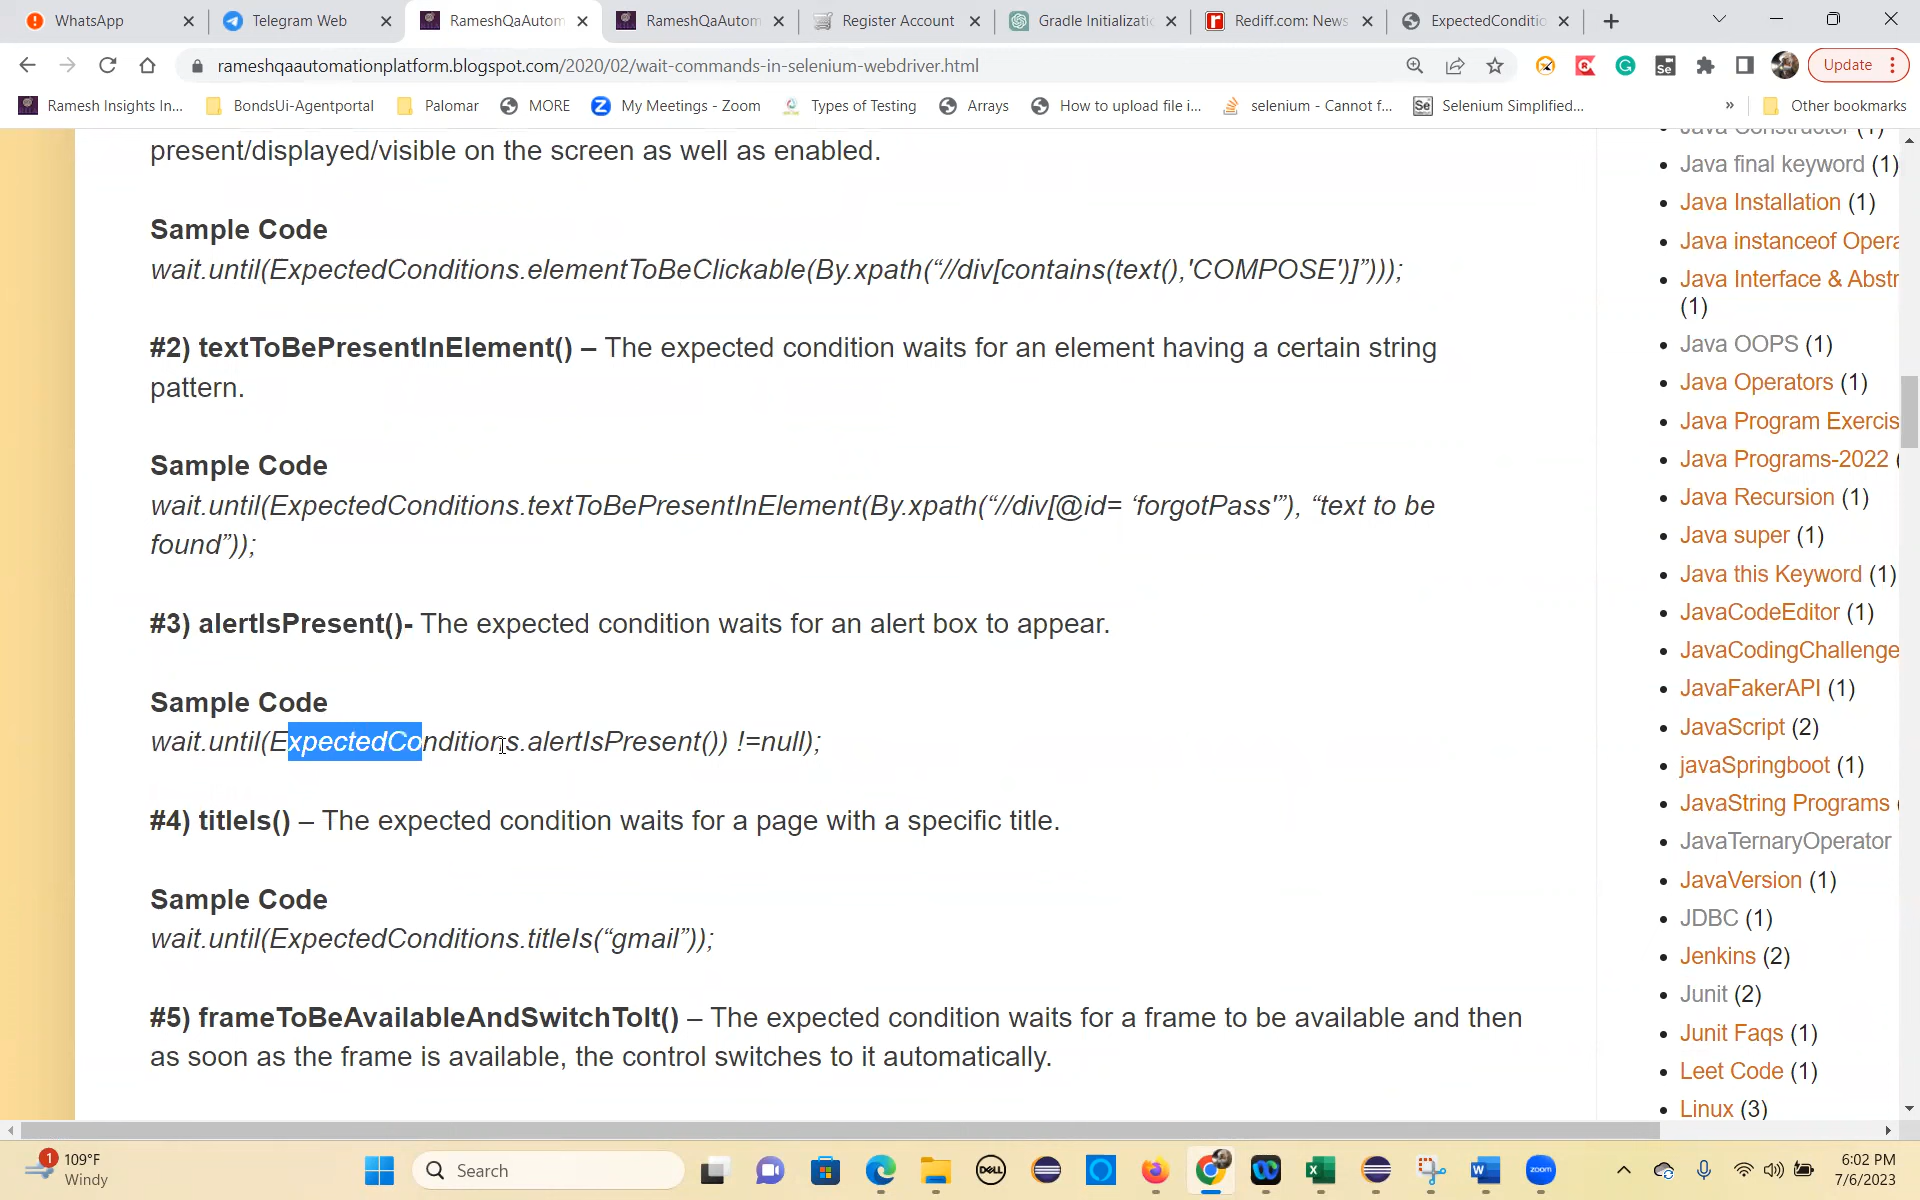 WhatsApp
Telegram Web
RameshQaAutom
RameshQaAutom
Register Account
Gradle Initializatic
Rediff.com: News
ExpectedConditio
rameshqaautomationplatform.blogspot.com/2020/02/wait-commands-in-selenium-webdriver.html
Update
Ramesh Insights In...
BondsUi-Agentportal
Palomar
MORE
My Meetings - Zoom
Types of Testing
Arrays
How to upload file i...
selenium - Cannot f...
Selenium Simplified...
»
Other bookmarks
present/displayed/visible on the screen as well as enabled.
Sample Code
wait.until(ExpectedConditions.elementToBeClickable(By.xpath(“//div[contains(text(),'COMPOSE')]”)));
#2) textToBePresentInElement() – The expected condition waits for an element having a certain string
pattern.
Sample Code
wait.until(ExpectedConditions.textToBePresentInElement(By.xpath(“//div[@id= ‘forgotPass'”), “text to be
found”));
#3) alertIsPresent()- The expected condition waits for an alert box to appear.
Sample Code
wait.until(ExpectedConditions.alertIsPresent()) !=null);
#4) titleIs() – The expected condition waits for a page with a specific title.
Sample Code
wait.until(ExpectedConditions.titleIs(“gmail”));
#5) frameToBeAvailableAndSwitchToIt() – The expected condition waits for a frame to be available and then
as soon as the frame is available, the control switches to it automatically.
Java Constructor (1)
Java final keyword (1)
Java Installation (1)
Java instanceof Opera
Java Interface & Abstr
(1)
Java OOPS (1)
Java Operators (1)
Java Program Exercis
Java Programs-2022 (
Java Recursion (1)
Java super (1)
Java this Keyword (1)
JavaCodeEditor (1)
JavaCodingChallenge
JavaFakerAPI (1)
JavaScript (2)
javaSpringboot (1)
JavaString Programs (
JavaTernaryOperator
JavaVersion (1)
JDBC (1)
Jenkins (2)
Junit (2)
Junit Faqs (1)
Leet Code (1)
Linux (3)
1
109°F
Windy
Search
DELL
zoom
6:02 PM
7/6/2023